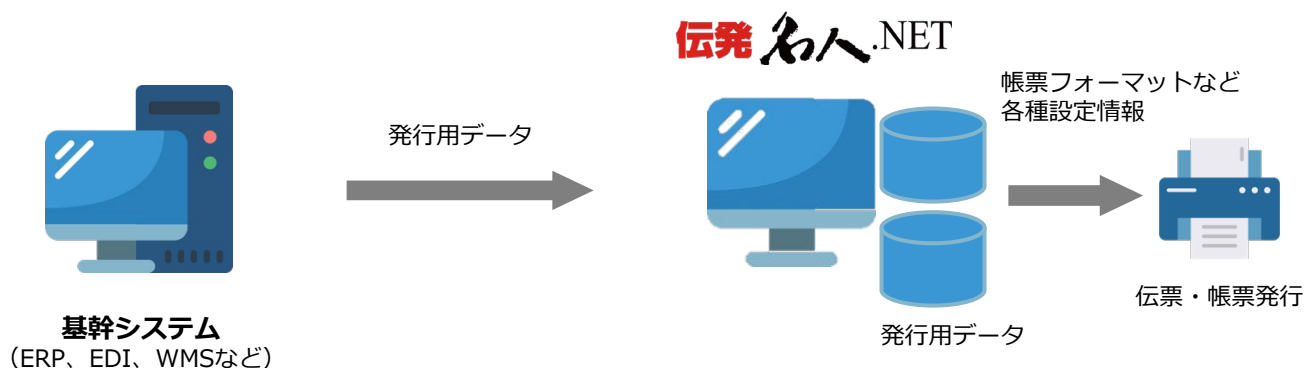 伝発名人.NET
帳票フォーマットなど
各種設定情報
発行用データ
伝票・帳票発行
発行用データ
基幹システム
（ERP、EDI、WMSなど）